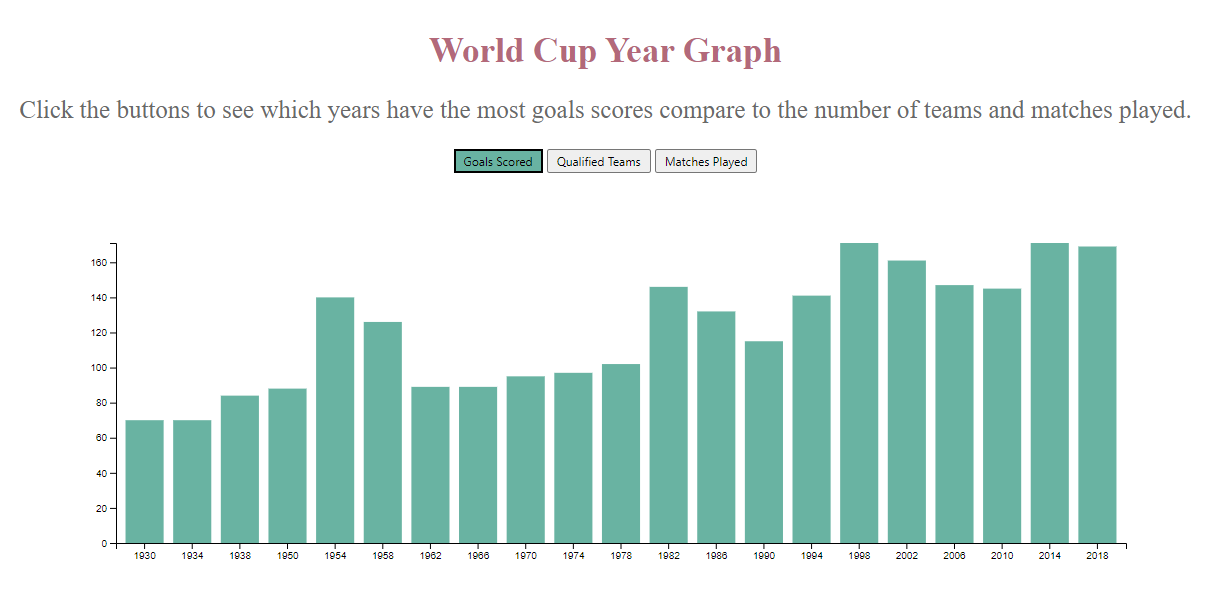 World Cup Year Graph
Click the buttons to see which years have the most goals scores compare to the number of teams and matches played.
Goals Scored Qualified Teams Matches Played
160
140
120
100
80
60
40
20
0
1930 1934 1938 1950 1954 1958 1962 1966 1970 1974 1978 1982 1986 1990 1994 1998 2002 2006 2010 2014 2018